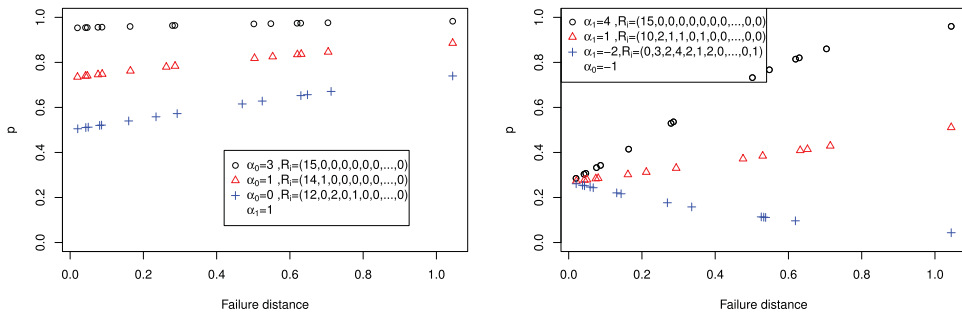 p
1.0
0.8
0.6
0.4
0.2
0.0
α₀=3 ,Rᵢ=(15,0,0,0,0,0,0,...,0)
α₀=1 ,Rᵢ=(14,1,0,0,0,0,0,...,0)
α₀=0 ,Rᵢ=(12,0,2,0,1,0,0,...,0)
α₁=1
0.0 0.2 0.4 0.6 0.8 1.0
Failure distance
p
1.0
0.8
0.6
0.4
0.2
0.0
α₁=4 ,Rᵢ=(15,0,0,0,0,0,0,0,...,0,0)
α₁=1 ,Rᵢ=(10,2,1,1,0,1,0,0,...,0,0)
α₁=−2,Rᵢ=(0,3,2,4,2,1,2,0,...,0,1)
α₀=−1
0.0 0.2 0.4 0.6 0.8 1.0
Failure distance